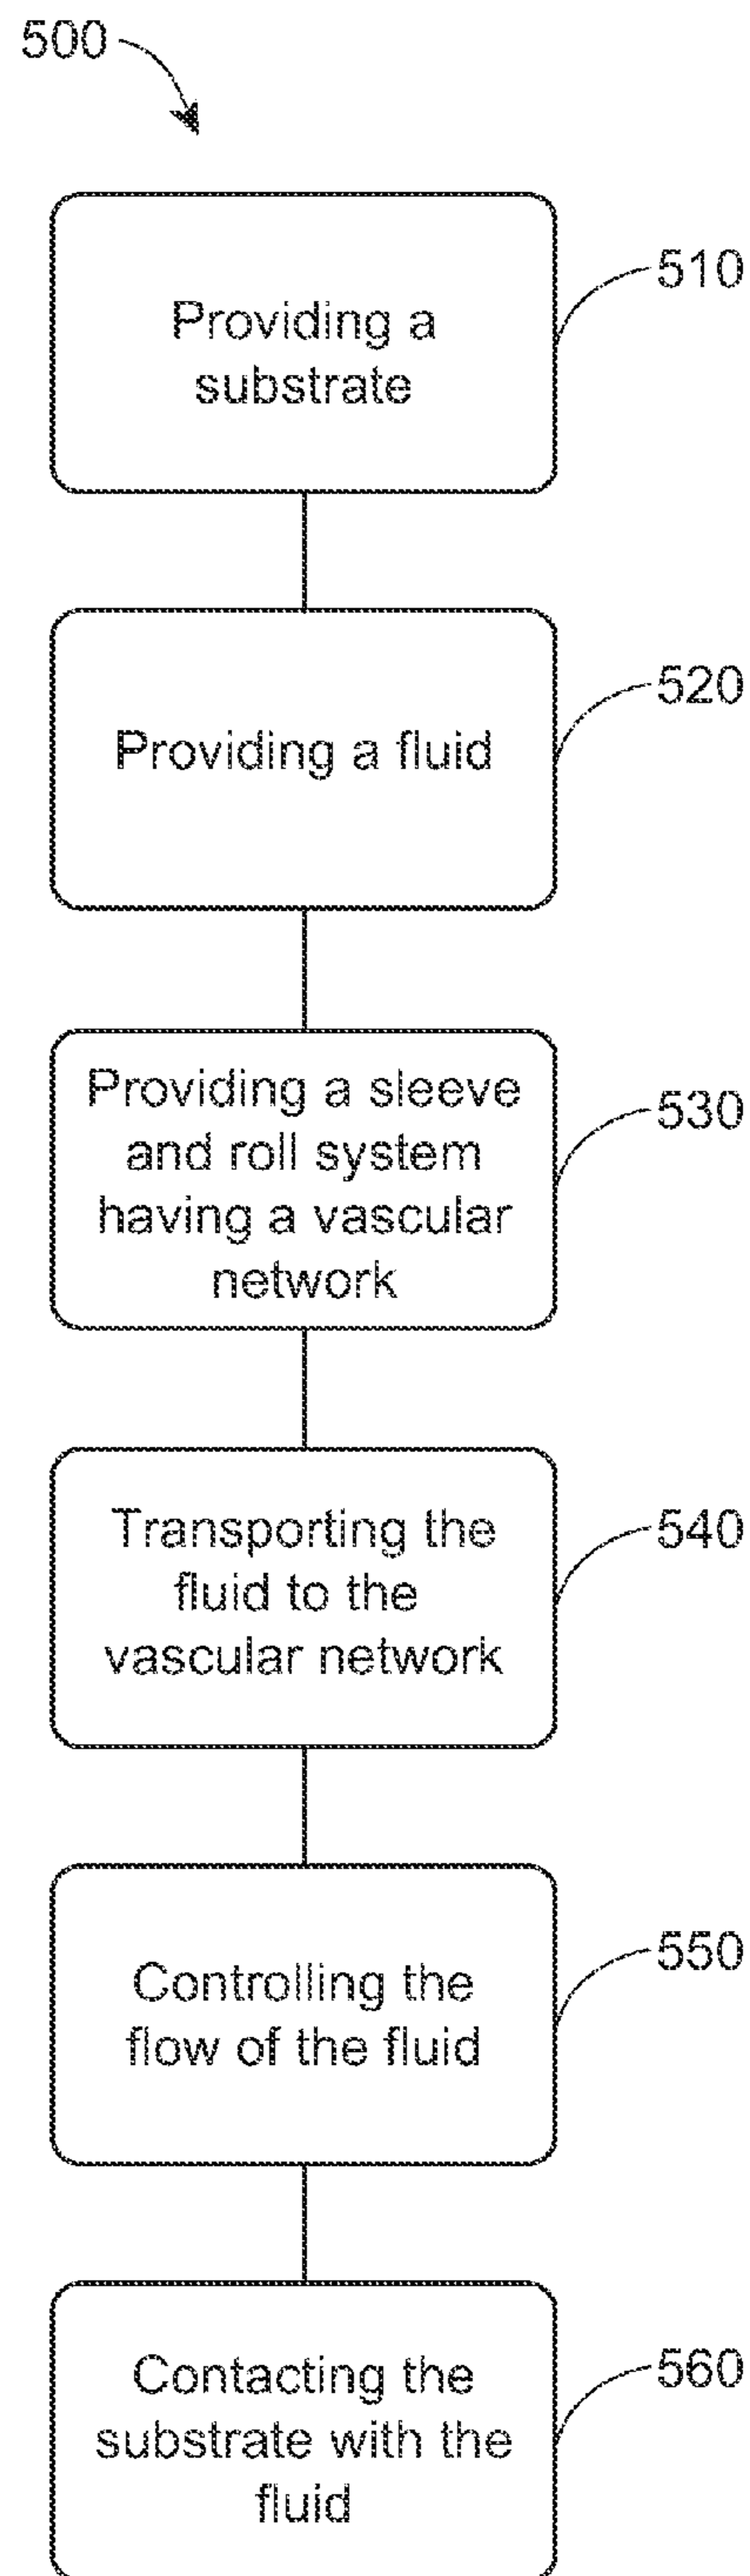 500
Providing a
substrate
510
Providing a fluid
520
Providing a sleeve
and roll system
having a vascular
network
530
Transporting the
fluid to the
vascular network
540
Controlling the
flow of the fluid
550
Contacting the
substrate with the
fluid
560